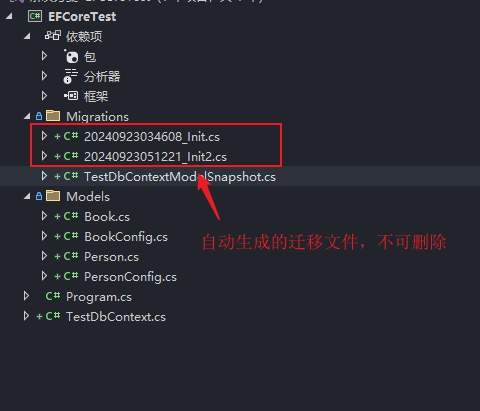 EFCoreTest
依赖项
包
分析器
框架
Migrations
+ C# 20240923034608_Init.cs
+ C# 20240923051221_Init2.cs
+ C# TestDbContextModelSnapshot.cs
Models
+ C# Book.cs
+ C# BookConfig.cs
自动生成的迁移文件，不可删除
+ C# Person.cs
+ C# PersonConfig.cs
C# Program.cs
+ C# TestDbContext.cs